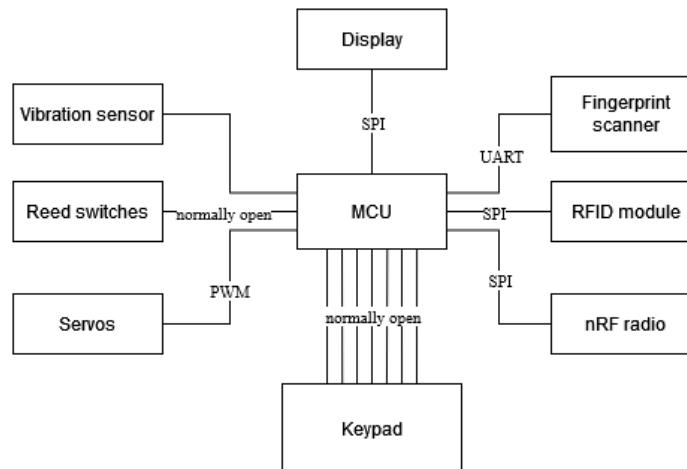 Display
Vibration sensor
SPI
Fingerprint
scanner
UART
Reed switches
normally open
MCU
SPI
RFID module
PWM
SPI
Servos
normally open
nRF radio
Keypad